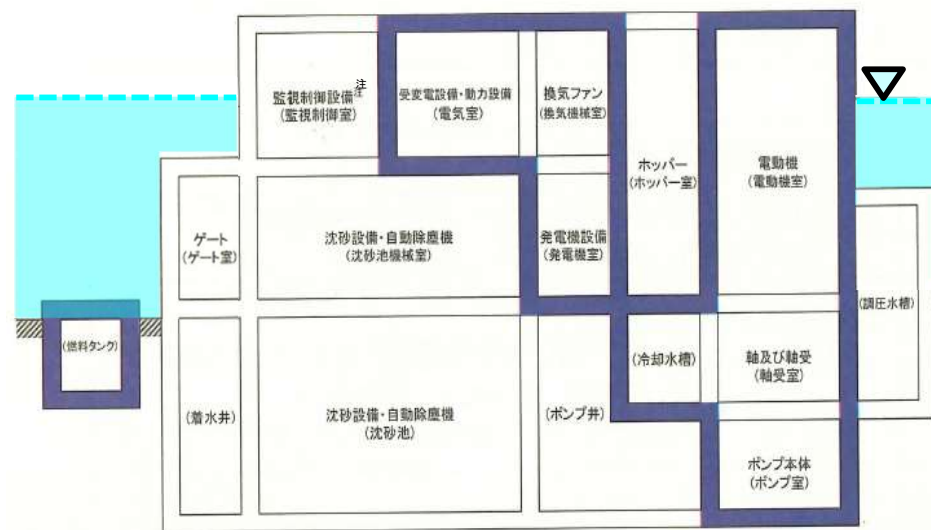 監視制御設備注
(監視制御室)
受変電設備・動力設備
(電気室)
換気ファン
(換気機械室)
ホッパー
(ホッパー室)
電動機
(電動機室)
ゲート
(ゲート室)
沈砂設備・自動除塵機
(沈砂池機械室)
発電機設備
(発電機室)
(調圧水槽)
(燃料タンク)
(着水井)
沈砂設備・自動除塵機
(沈砂池)
(ポンプ井)
(冷却水槽)
軸及び軸受
(軸受室)
ポンプ本体
(ポンプ室)